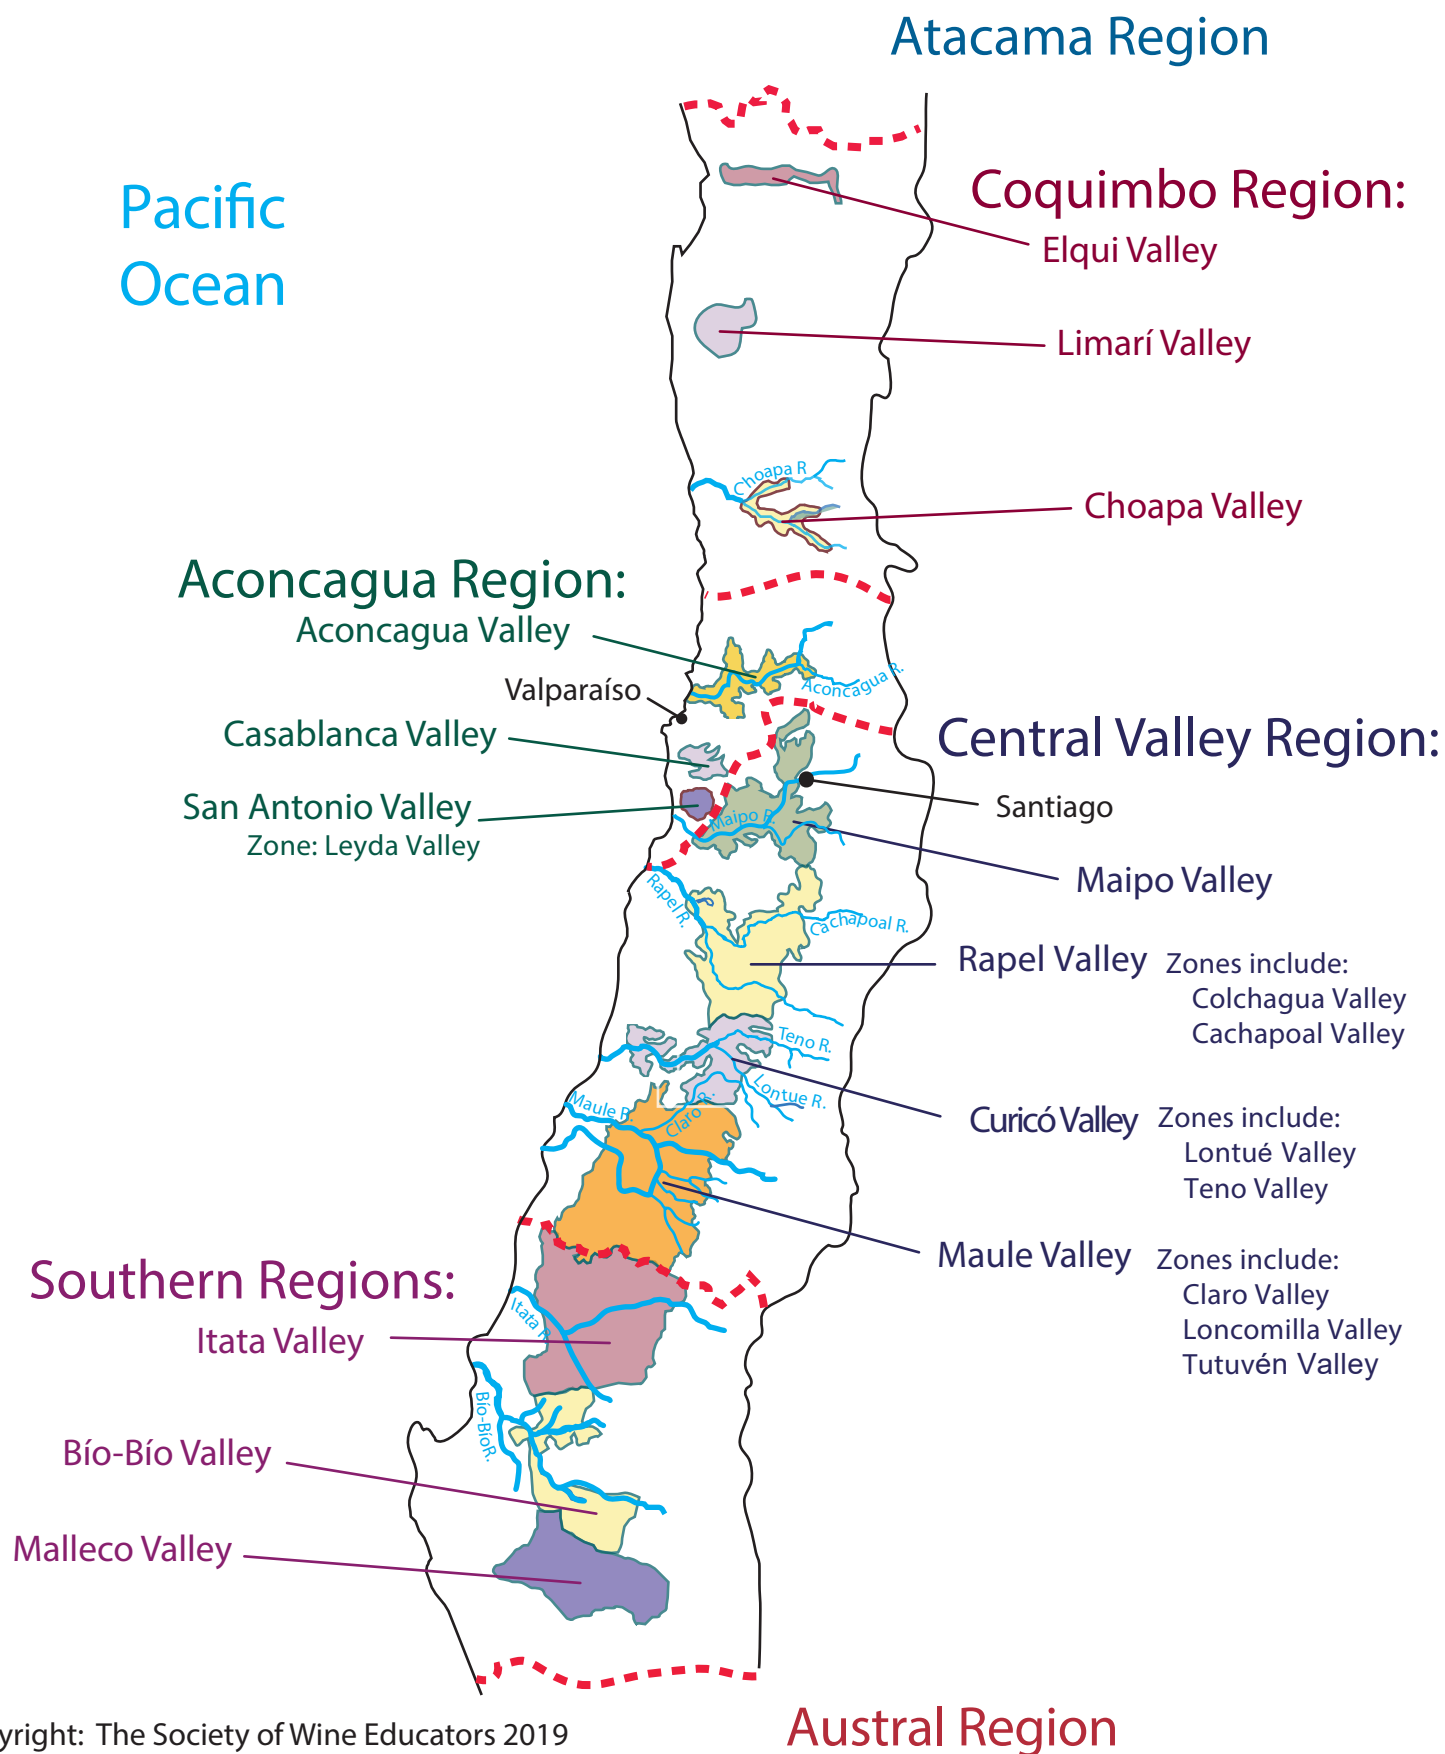 Atacama Region
Pacific
Ocean
Coquimbo Region:
Elqui Valley
Limarí Valley
Choapa R
Choapa Valley
Aconcagua Region:
Aconcagua Valley
Aconcagua R.
Valparaíso
Casablanca Valley
Central Valley Region:
San Antonio Valley
Zone: Leyda Valley
Santiago
Maipo R.
Maipo Valley
Rapel R.
Cachapoal R.
Rapel Valley
Zones include:
Colchagua Valley
Cachapoal Valley
Teno R.
Lontue R.
Curicó Valley
Zones include:
Lontué Valley
Teno Valley
Maule R.
Claro R.
Maule Valley
Zones include:
Claro Valley
Loncomilla Valley
Tutuvén Valley
Southern Regions:
Itata R.
Itata Valley
Bío-Bío R.
Bío-Bío Valley
Malleco Valley
yright: The Society of Wine Educators 2019
Austral Region